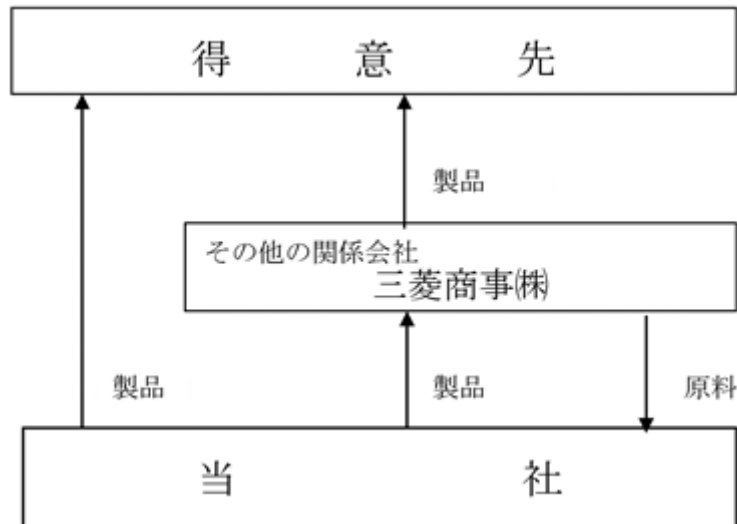 得意先
製品
その他の関係会社
三菱商事㈱
製品
製品
原料
当社